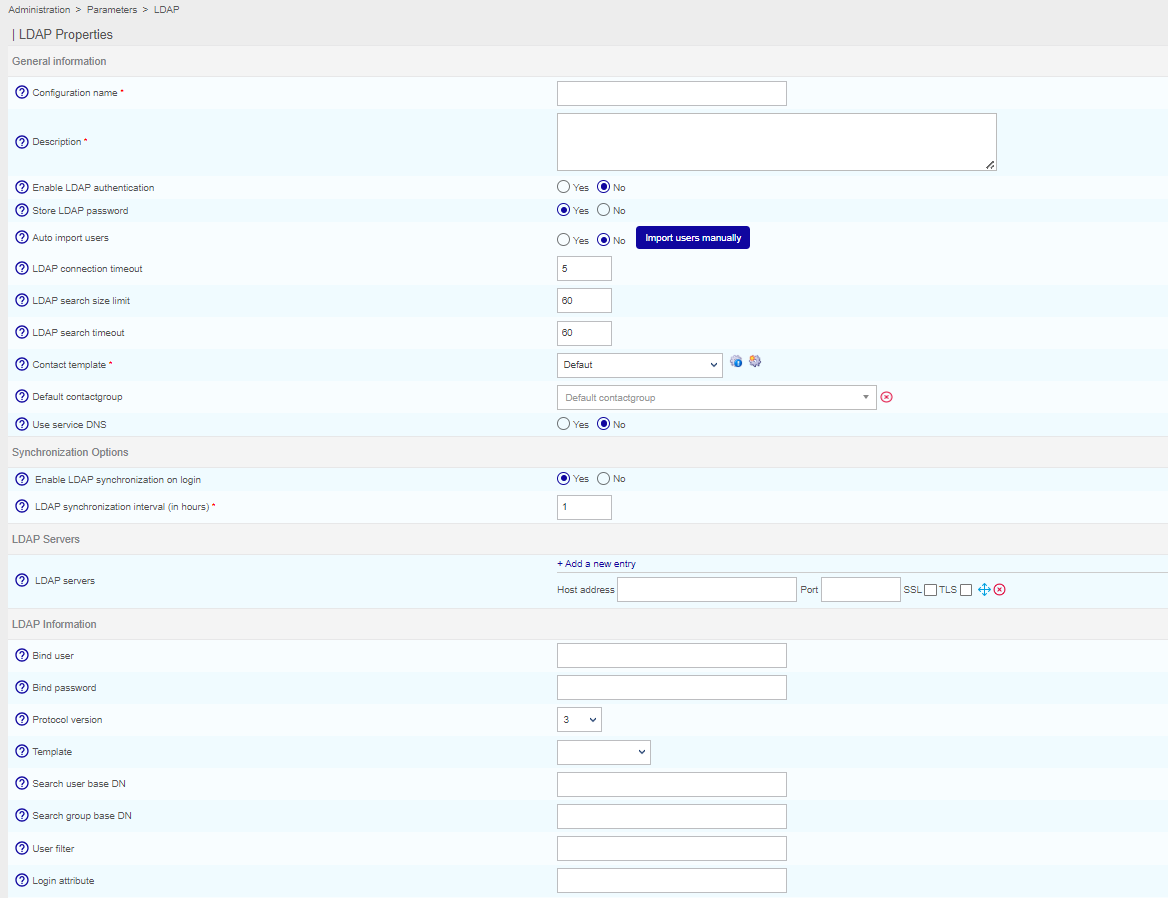 Administration > Parameters > LDAP
| LDAP Properties
General information
Configuration name *
Description *
Enable LDAP authentication Yes No
Store LDAP password Yes No
Auto import users Yes No Import users manually
LDAP connection timeout 5
LDAP search size limit 60
LDAP search timeout 60
Contact template * Defaut
Default contactgroup Default contactgroup
Use service DNS Yes No
Synchronization Options
Enable LDAP synchronization on login Yes No
LDAP synchronization interval (in hours) * 1
LDAP Servers
+ Add a new entry
LDAP servers
Host address Port SSL TLS
LDAP Information
Bind user
Bind password
Protocol version 3
Template
Search user base DN
Search group base DN
User filter
Login attribute